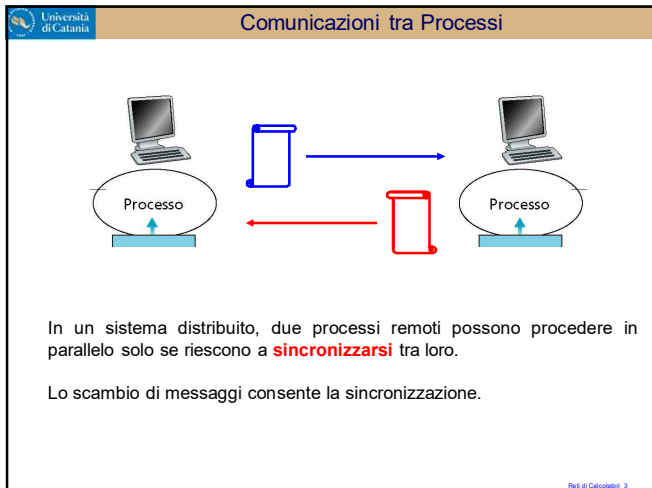 Università
di Catania
Comunicazioni tra Processi
Processo
Processo
In un sistema distribuito, due processi remoti possono procedere in
parallelo solo se riescono a sincronizzarsi tra loro.
Lo scambio di messaggi consente la sincronizzazione.
Reti di Calcolatori 3